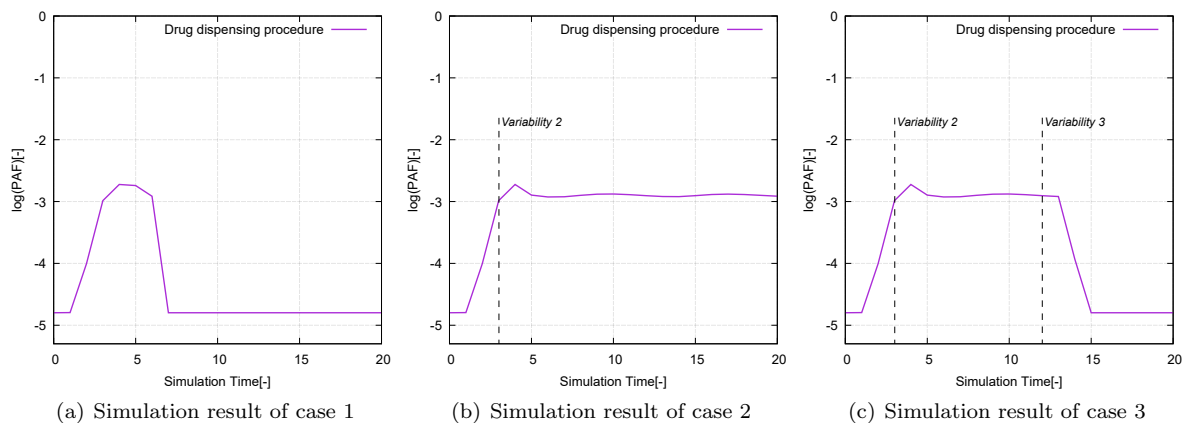 0
-1
-2
-3
-4
-5
0 5 10 15 20
log(PAF)[-]
Simulation Time[-]
Drug dispensing procedure
(a) Simulation result of case 1
0
-1
-2
-3
-4
-5
0 5 10 15 20
log(PAF)[-]
Simulation Time[-]
Drug dispensing procedure
Variability 2
(b) Simulation result of case 2
0
-1
-2
-3
-4
-5
0 5 10 15 20
log(PAF)[-]
Simulation Time[-]
Drug dispensing procedure
Variability 2
Variability 3
(c) Simulation result of case 3